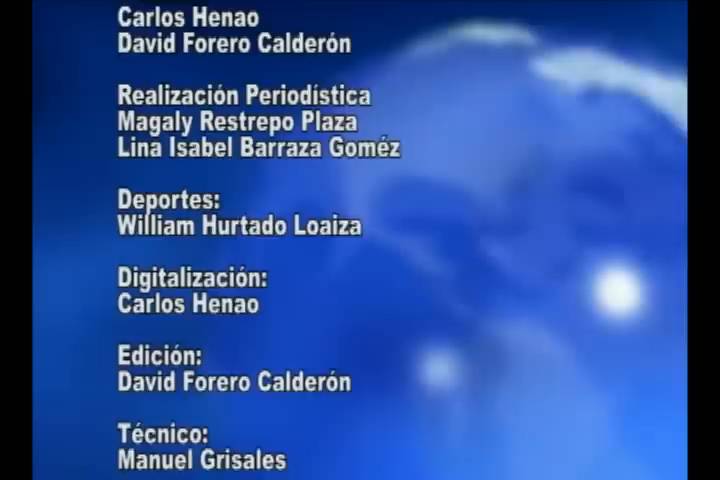 Carlos Henao
David Forero Calderón
Realización Periodística
Magaly Restrepo Plaza
Lina Isabel Barraza Goméz
Deportes:
William Hurtado Loaiza
Digitalización:
Carlos Henao
Edición:
David Forero Calderón
Técnico:
Manuel Grisales